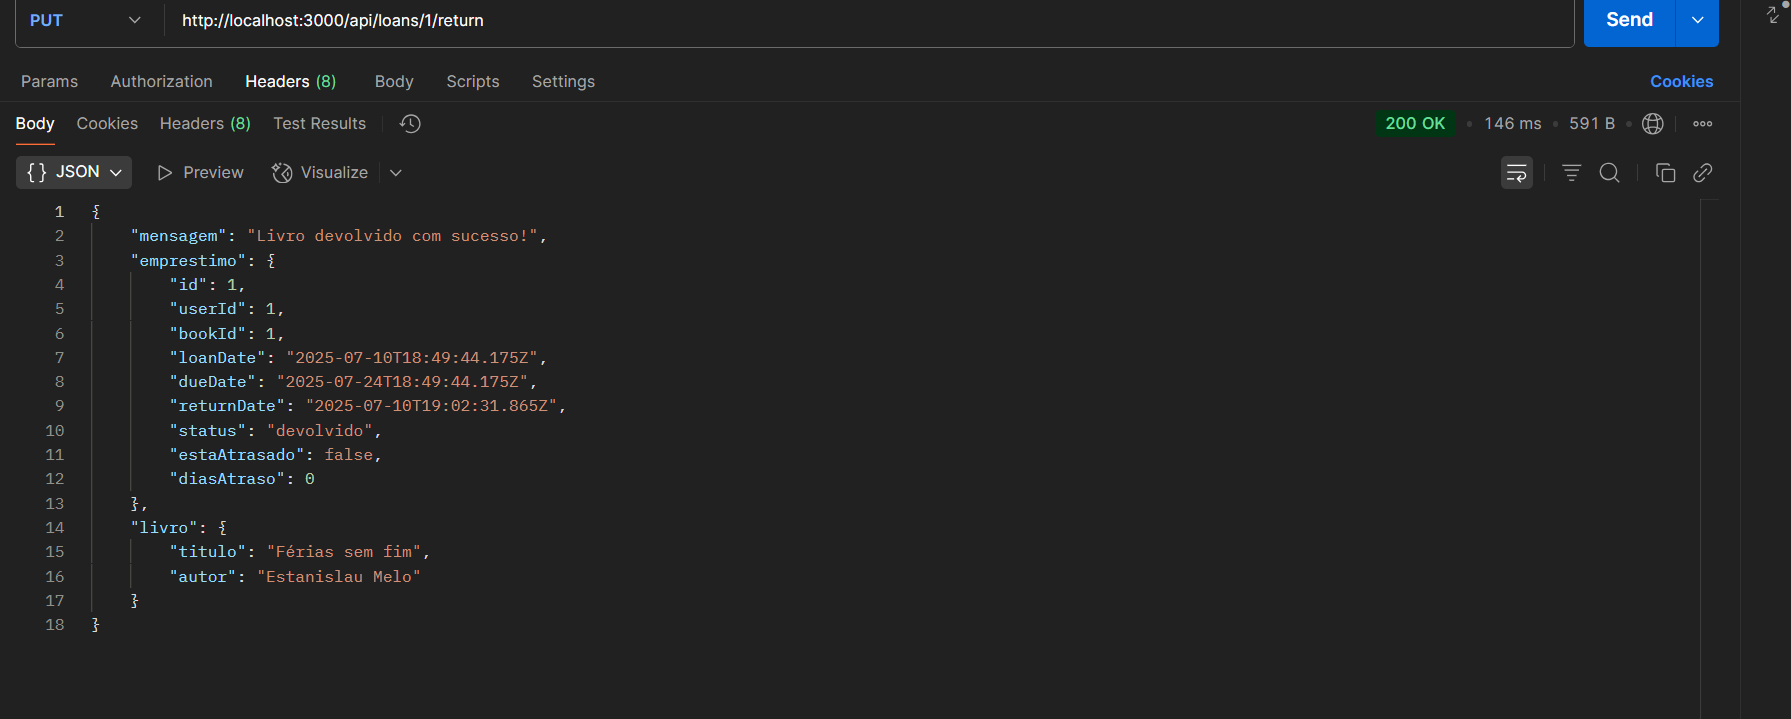 PUT http://localhost:3000/api/loans/1/return Send
Params Authorization Headers (8) Body Scripts Settings Cookies
Body Cookies Headers (8) Test Results 200 OK • 146 ms • 591 B •
{} JSON Preview Visualize
1 {
2 "mensagem": "Livro devolvido com sucesso!",
3 "emprestimo": {
4 "id": 1,
5 "userId": 1,
6 "bookId": 1,
7 "loanDate": "2025-07-10T18:49:44.175Z",
8 "dueDate": "2025-07-24T18:49:44.175Z",
9 "returnDate": "2025-07-10T19:02:31.865Z",
10 "status": "devolvido",
11 "estaAtrasado": false,
12 "diasAtraso": 0
13 },
14 "livro": {
15 "titulo": "Férias sem fim",
16 "autor": "Estanislau Melo"
17 }
18 }